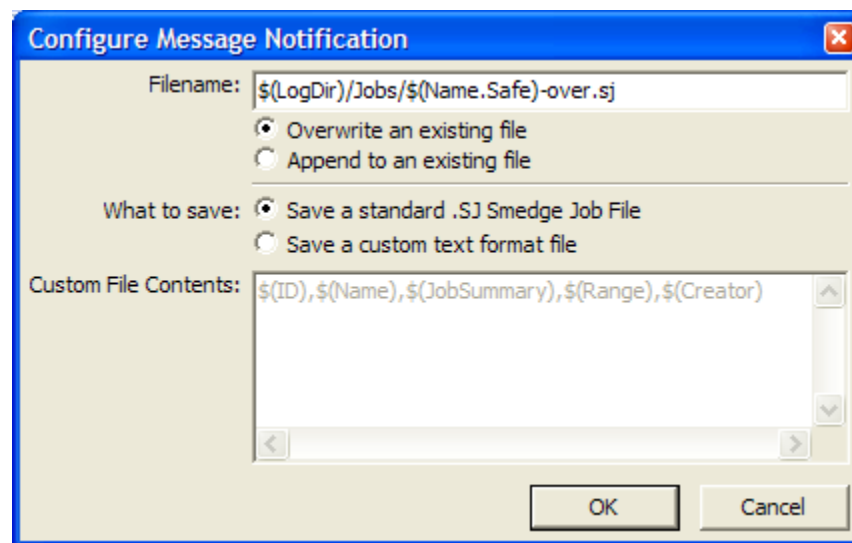 Configure Message Notification
Filename: $(LogDir)/Jobs/$(Name.Safe)-over.sj
Overwrite an existing file
Append to an existing file
What to save: Save a standard .SJ Smedge Job File
Save a custom text format file
Custom File Contents: $(ID),$(Name),$(JobSummary),$(Range),$(Creator)
OK Cancel